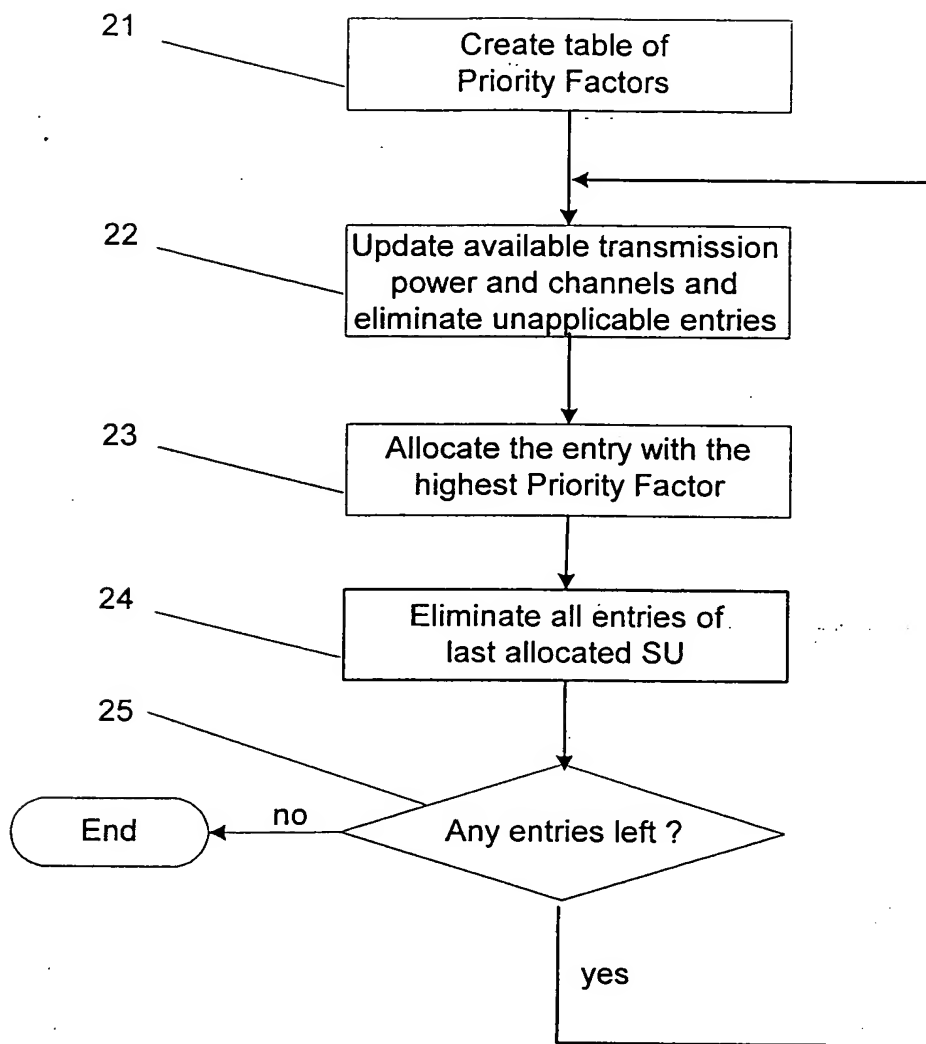 21
Create table of
Priority Factors
22
Update available transmission
power and channels and
eliminate unapplicable entries
23
Allocate the entry with the
highest Priority Factor
24
Eliminate all entries of
last allocated SU
25
End
no
Any entries left ?
yes